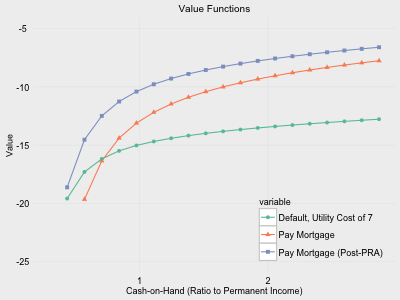 Value Functions
Value
-5
-10
-15
-20
-25
variable
Default, Utility Cost of 7
Pay Mortgage
Pay Mortgage (Post-PRA)
1
2
Cash-on-Hand (Ratio to Permanent Income)